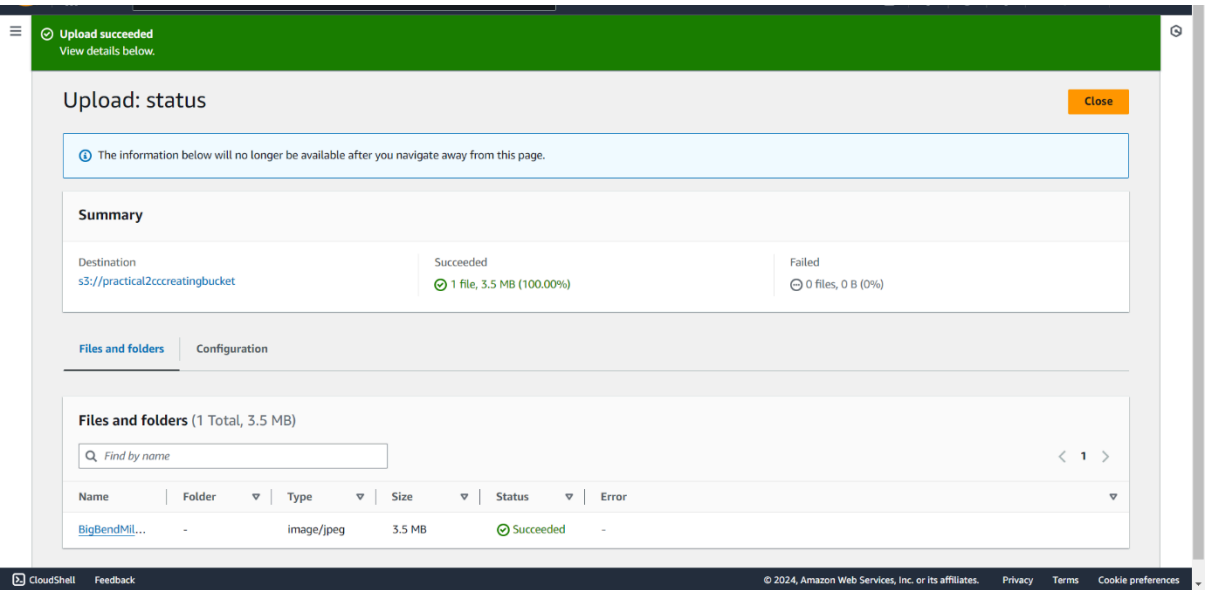 Upload succeeded
View details below.
Upload: status
Close
The information below will no longer be available after you navigate away from this page.
Summary
Destination Succeeded Failed
s3://practical2cccreatingbucket 1 file, 3.5 MB (100.00%) 0 files, 0 B (0%)
Files and folders Configuration
Files and folders (1 Total, 3.5 MB)
Find by name
1
Name Folder Type Size Status Error
BigBendMil... - image/jpeg 3.5 MB Succeeded -
CloudShell Feedback © 2024, Amazon Web Services, Inc. or its affiliates. Privacy Terms Cookie preferences